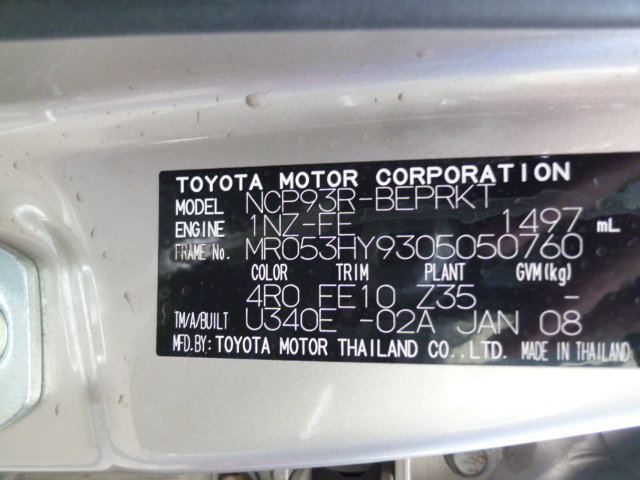 TOYOTA MOTOR CORPORATION
MODEL NCP93R-BEPRKT
ENGINE 1NZ-FE 1497 mL
FRAME No. MR053HY9305050760
COLOR TRIM PLANT GVM(kg)
4R0 FE10 Z35 -
TM/A/BUILT U340E -02A JAN 08
MFD.BY: TOYOTA MOTOR THAILAND CO.,LTD. MADE IN THAILAND